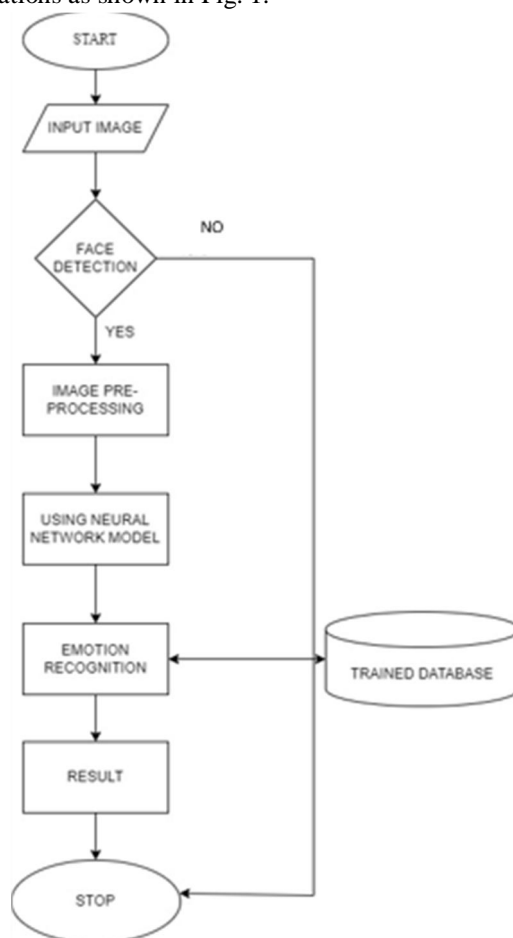 ations as shown in Fig. 1.
START
INPUT IMAGE
NO
FACE
DETECTION
YES
IMAGE PRE-
PROCESSING
USING NEURAL
NETWORK MODEL
EMOTION
RECOGNITION
TRAINED DATABASE
RESULT
STOP